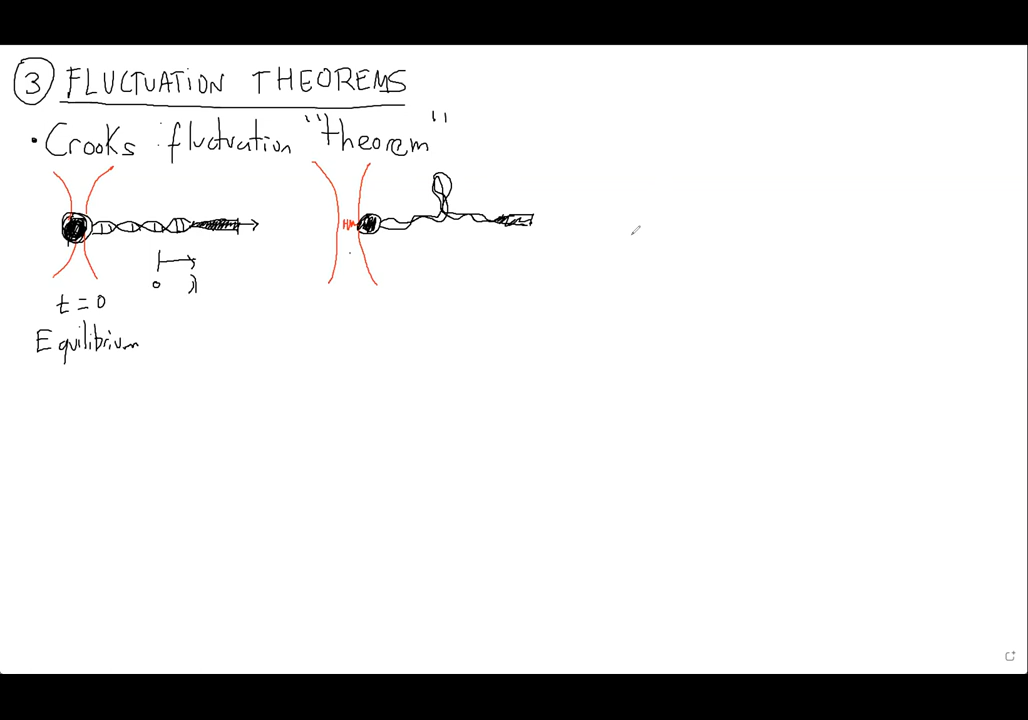 3 FLUCTUATION THEOREMS
• Crooks fluctuation "theorem"
0 λ
t = 0
Equilibrium